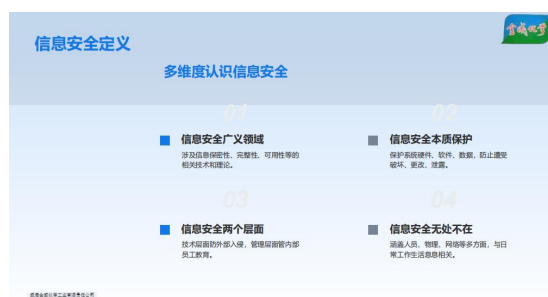 信息安全定义
多维度认识信息安全
01
02
信息安全广义领域
信息安全本质保护
涉及信息保密性、完整性、可用性等的
相关技术和理论。
保护系统硬件、软件、数据，防止遭受
破坏、更改、泄露。
03
04
信息安全两个层面
信息安全无处不在
技术层面防外部入侵，管理层面管内部
员工教育。
涵盖人员、物理、网络等多方面，与日
常工作生活息息相关。